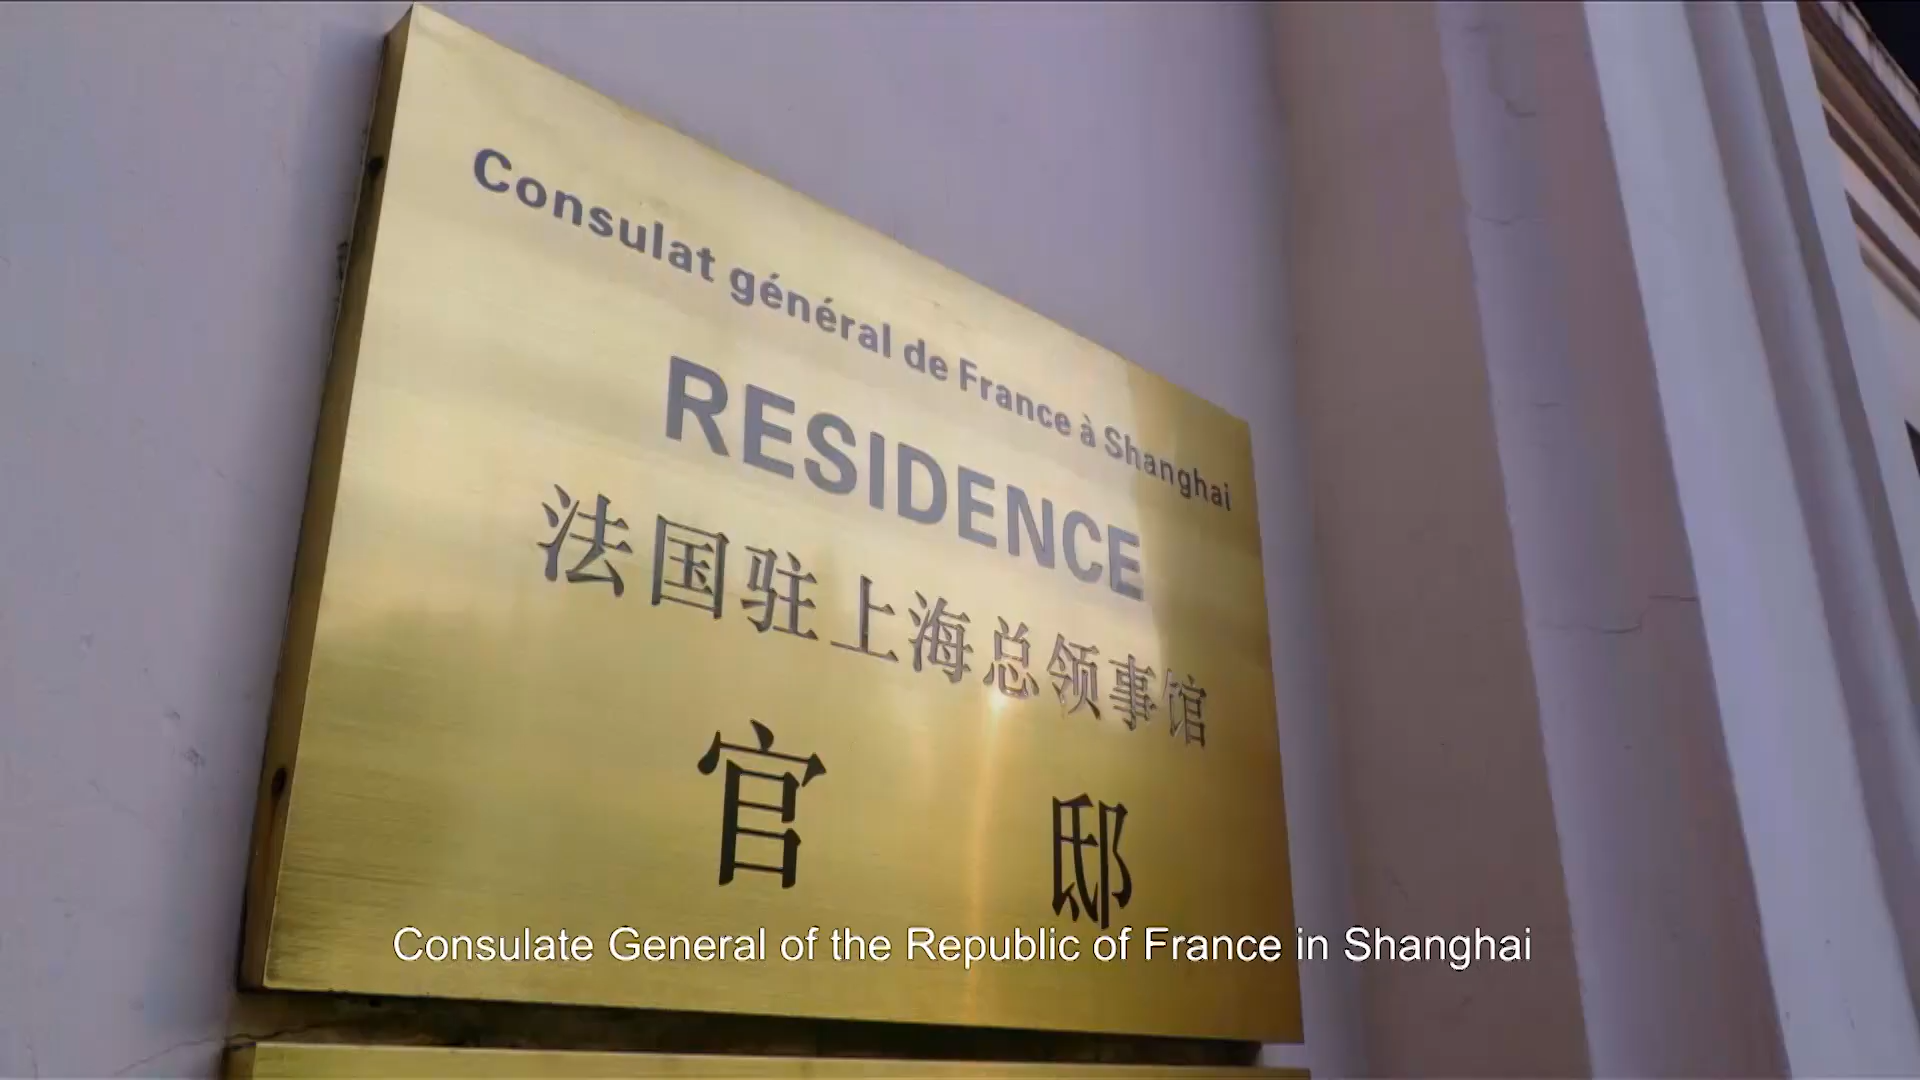 Consulat général de France à Shanghai
RESIDENCE
法国驻上海总领事馆
官 邸
Consulate General of the Republic of France in Shanghai